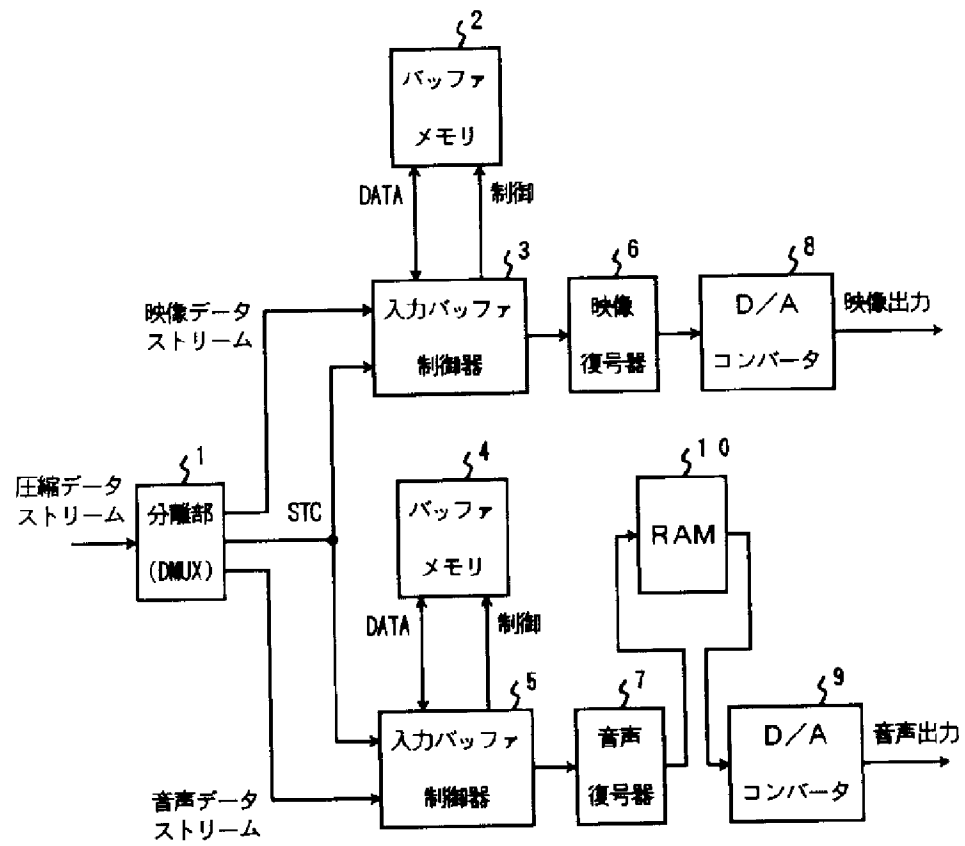 2
バッファ
メモリ
DATA
制御
3
入力バッファ
制御器
6
映像
復号器
8
D/A
コンバータ
映像出力
映像データ
ストリーム
1
圧縮データ
ストリーム
分離部
(DMUX)
STC
4
バッファ
メモリ
DATA
制御
10
RAM
5
入力バッファ
制御器
7
音声
復号器
9
D/A
コンバータ
音声出力
音声データ
ストリーム